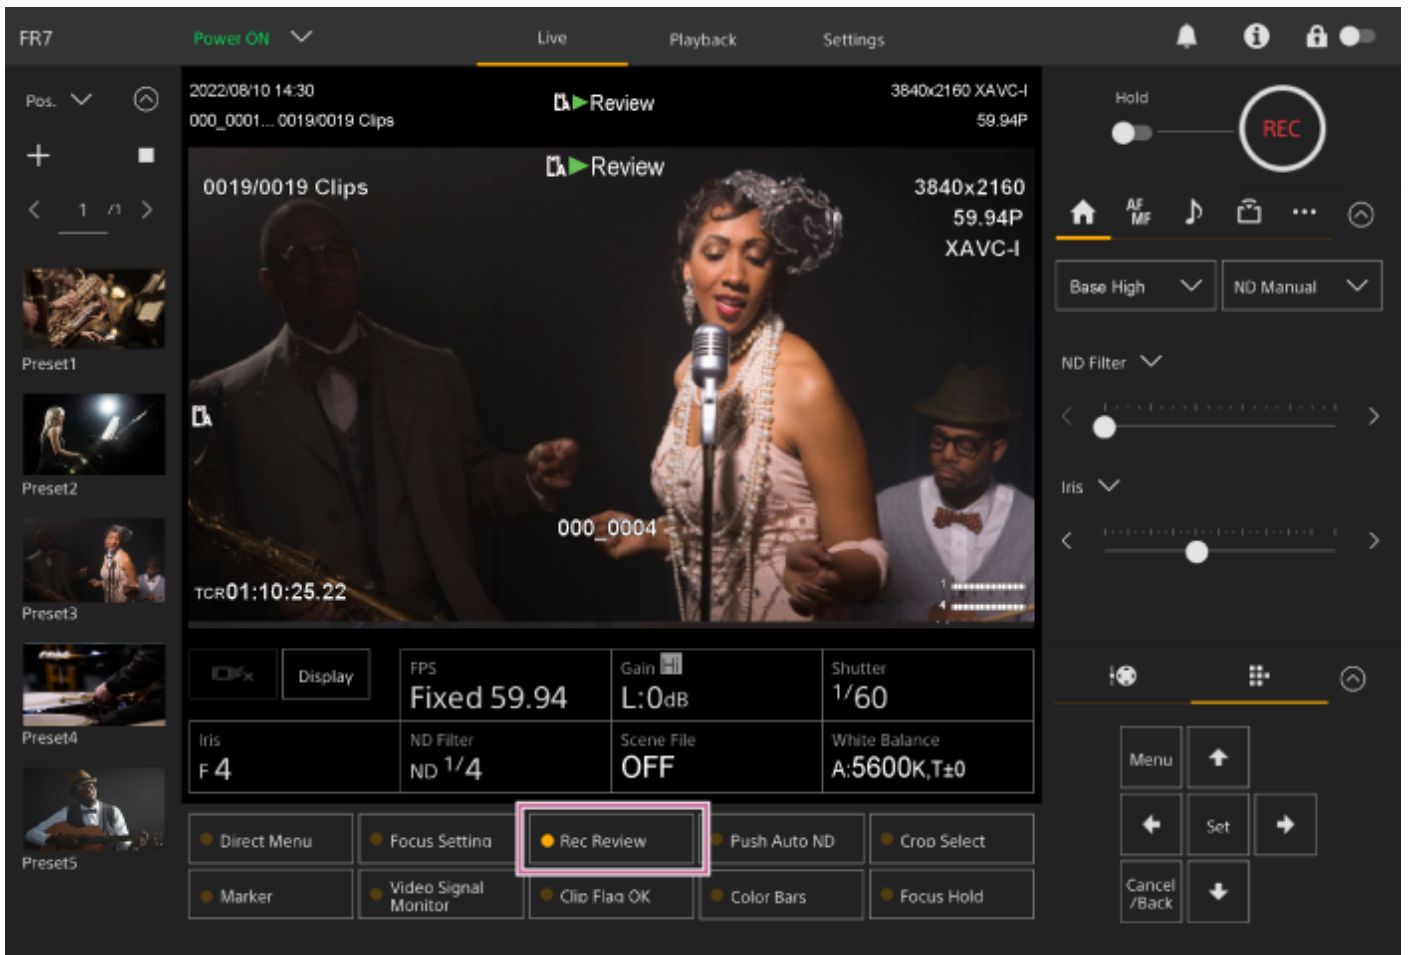 FR7
Power ON
Live
Playback
Settings
Pos.
1 /1
Preset1
Preset2
Preset3
Preset4
Preset5
2022/08/10 14:30
000_0001... 0019/0019 Clips
Review
3840x2160 XAVC-I
59.94P
Review
0019/0019 Clips
3840x2160
59.94P
XAVC-I
000_0004
TCR01:10:25.22
1
4
Display
FPS
Fixed 59.94
Gain Hi
L:0dB
Shutter
1/60
Iris
F 4
ND Filter
ND 1/4
Scene File
OFF
White Balance
A:5600K,T±0
Direct Menu
Focus Setting
Rec Review
Push Auto ND
Crop Select
Marker
Video Signal
Monitor
Clip Flag OK
Color Bars
Focus Hold
Hold
REC
AF
MF
Base High
ND Manual
ND Filter
Iris
Menu
Set
Cancel
/Back